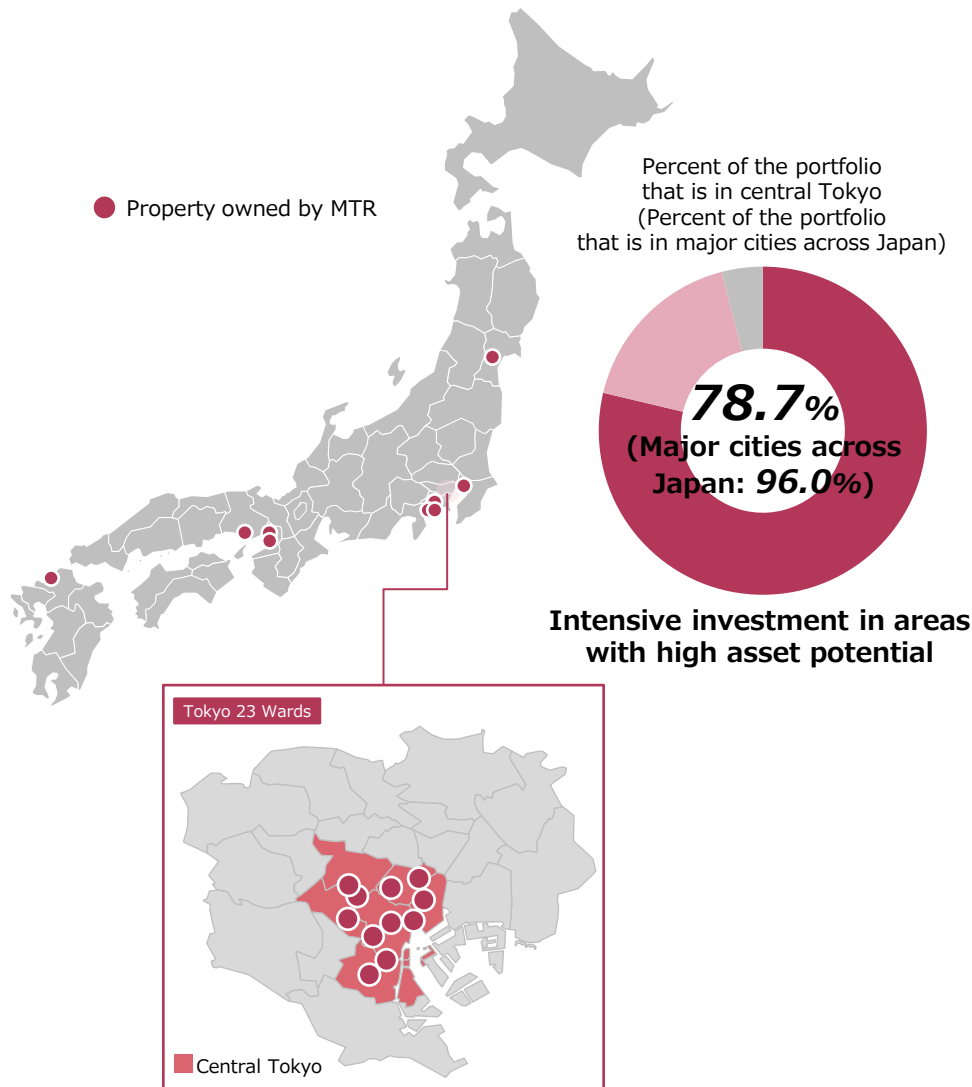 Property owned by MTR
Percent of the portfolio
that is in central Tokyo
(Percent of the portfolio
that is in major cities across Japan)
78.7%
(Major cities across
Japan: 96.0%)
Intensive investment in areas
with high asset potential
Tokyo 23 Wards
Central Tokyo